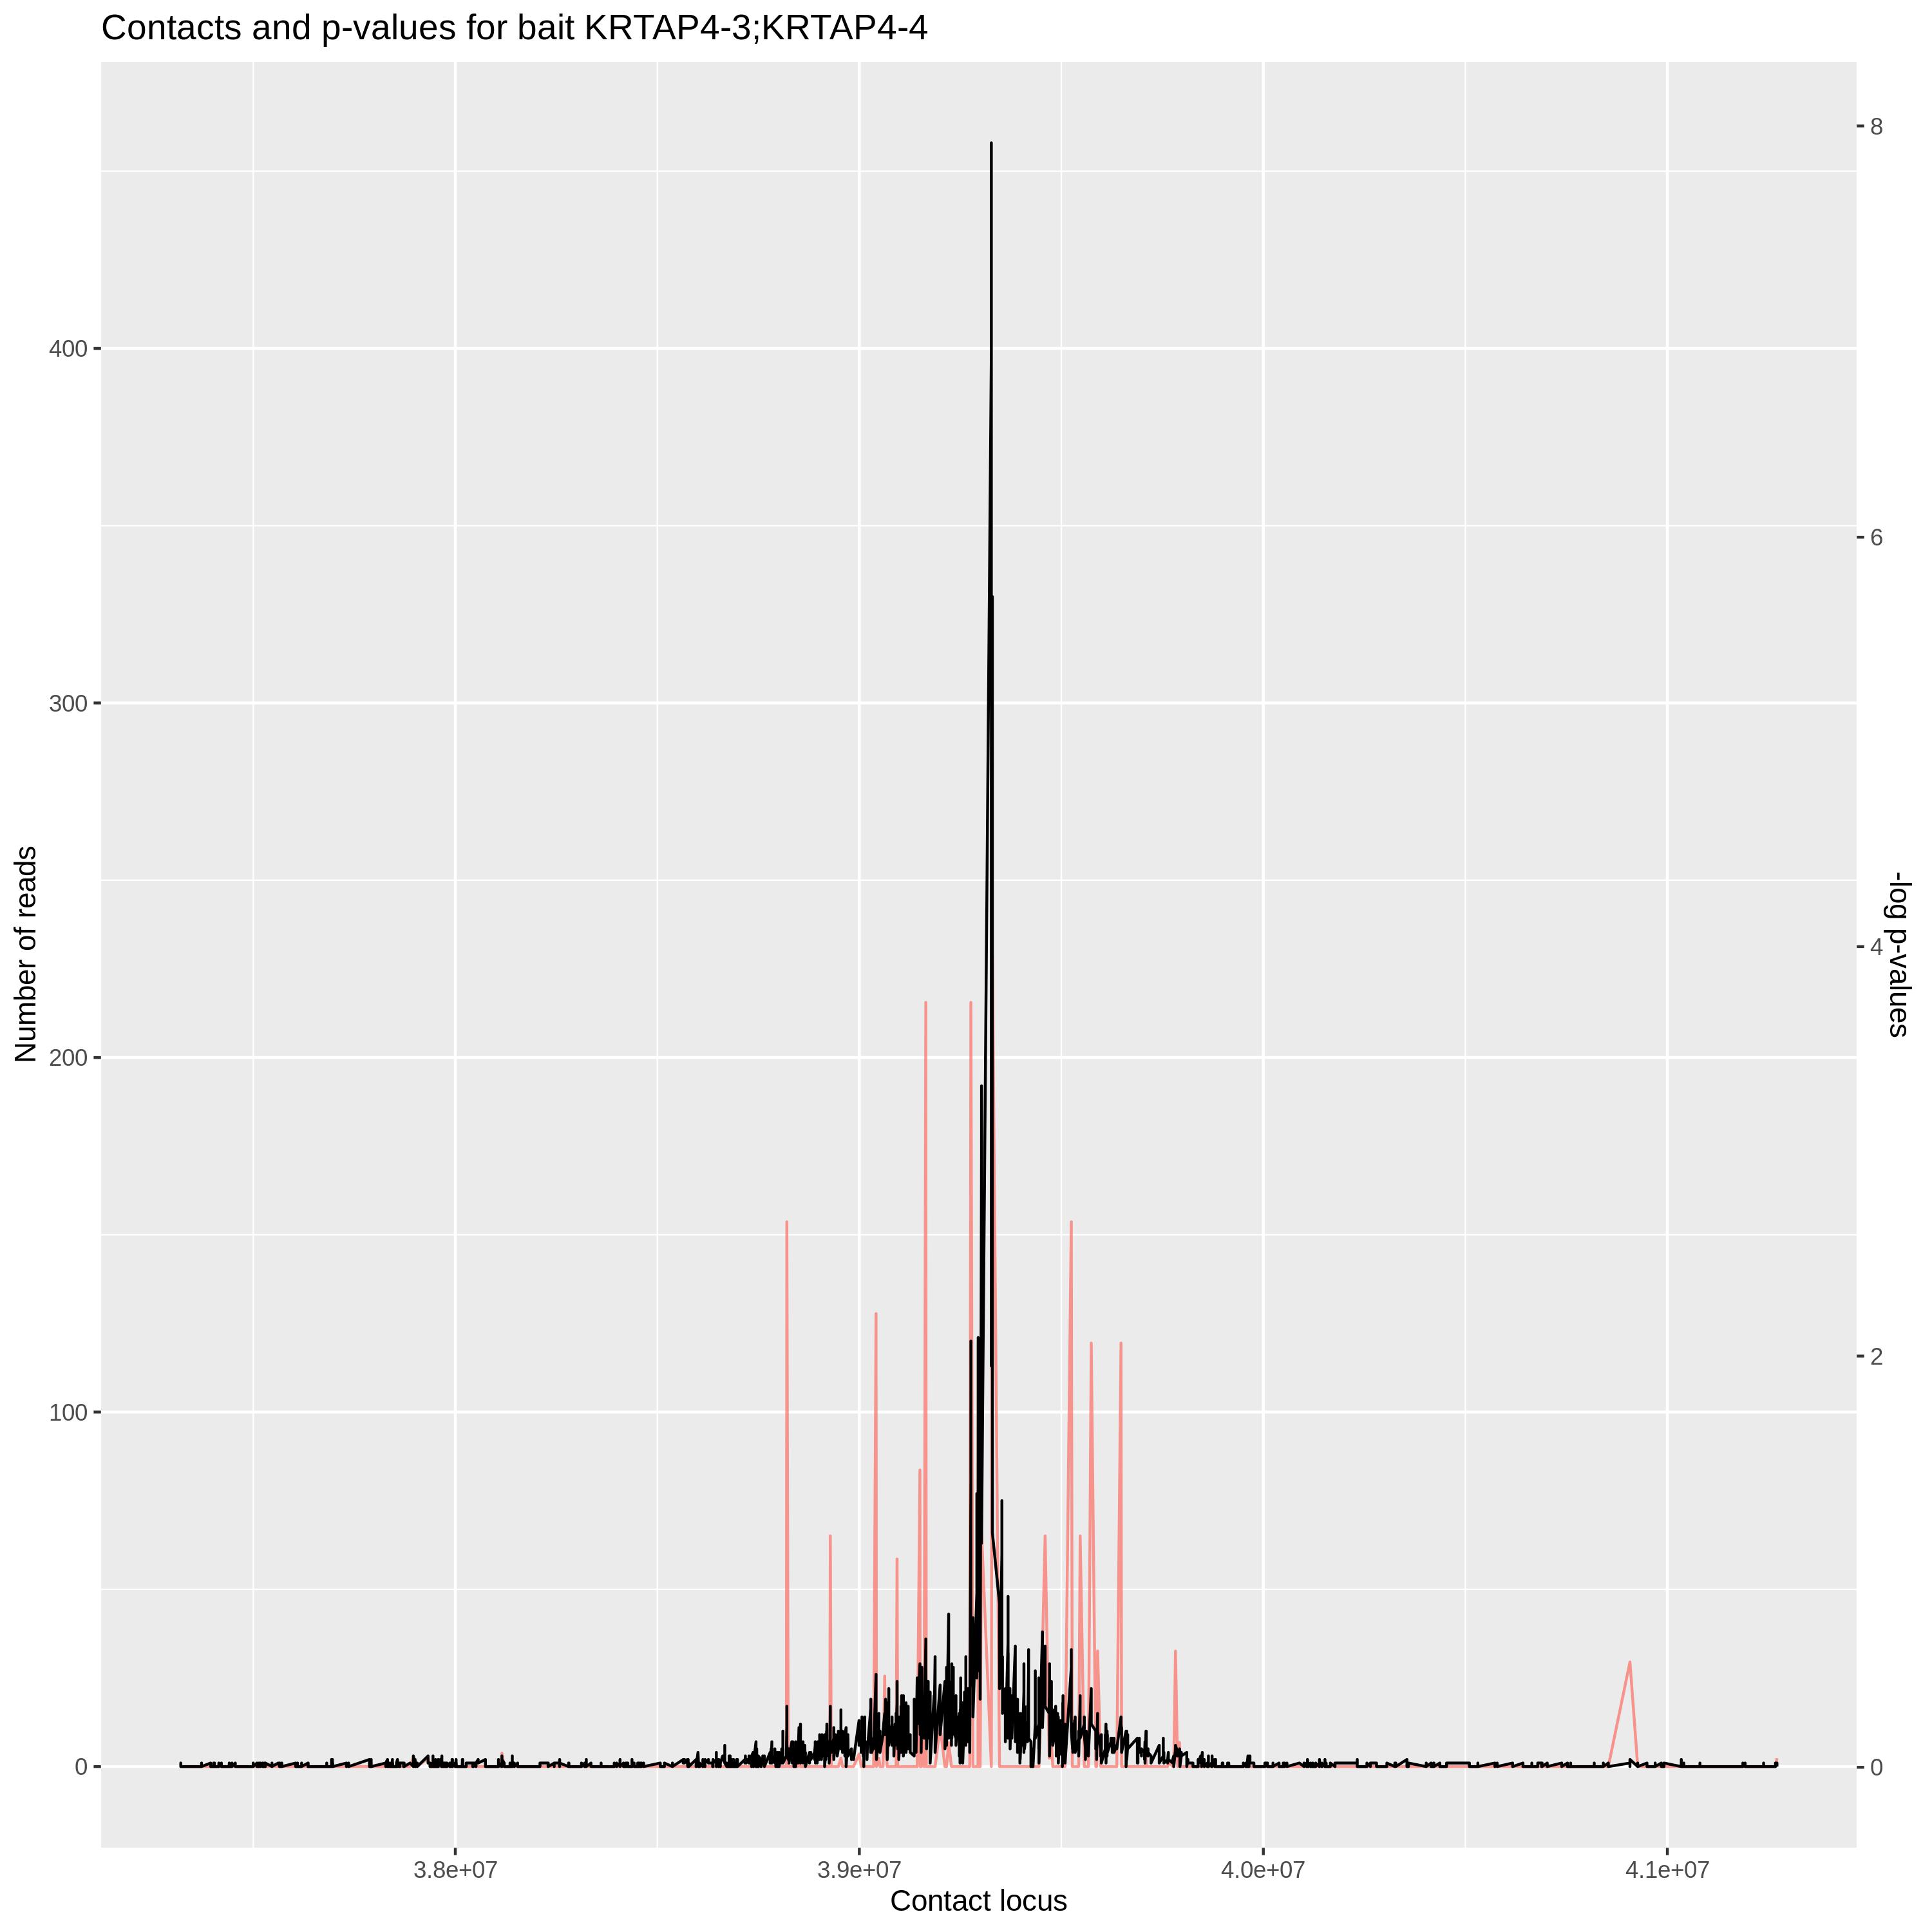 Contacts and p-values for bait KRTAP4-3;KRTAP4-4
Number of reads
400
300
200
100
0
8
6
4
2
0
-log p-values
3.8e+07
3.9e+07
4.0e+07
4.1e+07
Contact locus